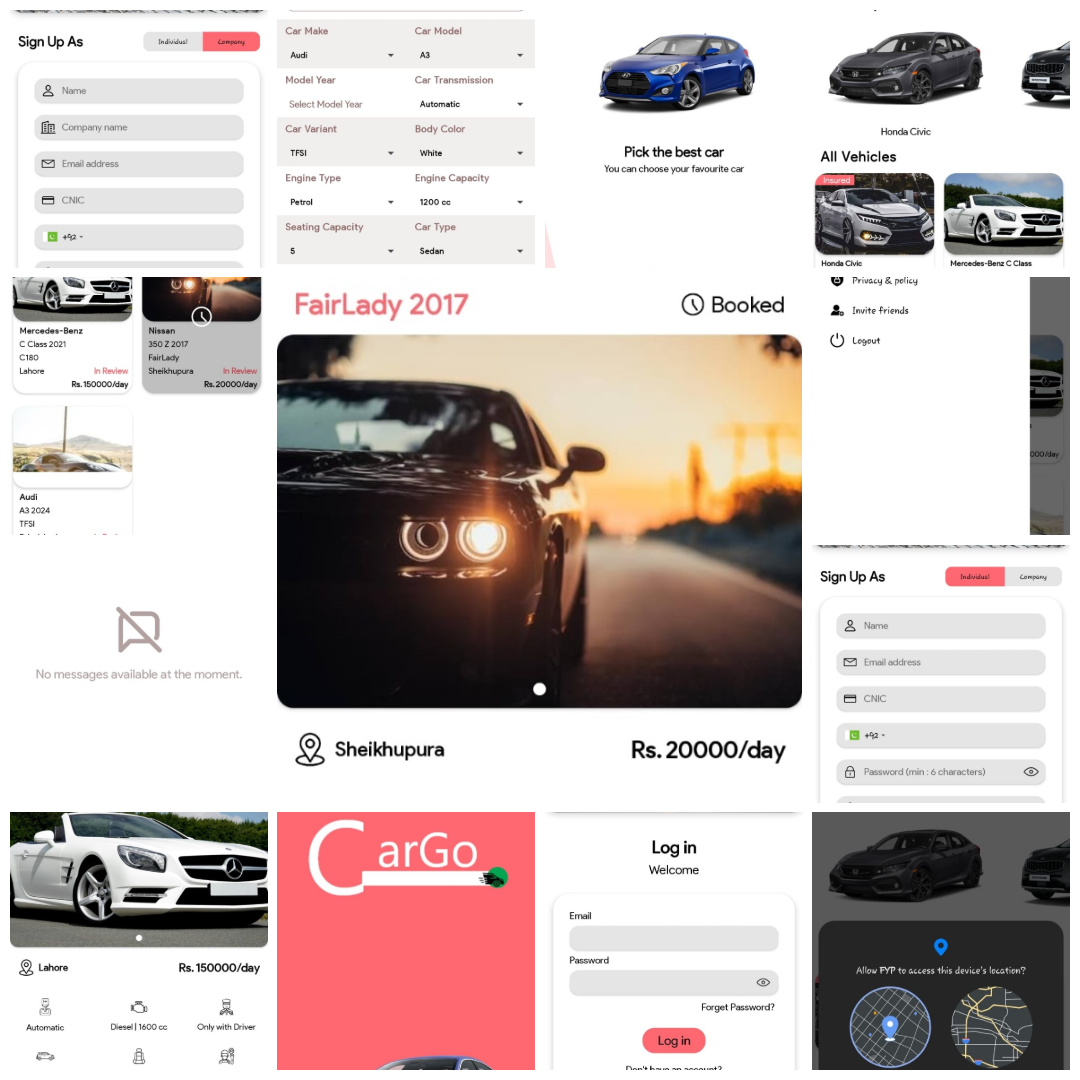 Sign Up As
Individual
Company
Name
Company name
Email address
CNIC
+92
Car Make
Car Model
Audi
A3
Model Year
Car Transmission
Select Model Year
Automatic
Car Variant
Body Color
TFSI
White
Engine Type
Engine Capacity
Petrol
1200 cc
Seating Capacity
Car Type
5
Sedan
Pick the best car
You can choose your favourite car
Honda Civic
All Vehicles
Insured
Honda Civic
Mercedes-Benz C Class
Mercedes-Benz
C Class 2021
C180
Lahore
In Review
Rs. 150000/day
Nissan
350 Z 2017
FairLady
Sheikhupura
In Review
Rs. 20000/day
Audi
A3 2024
TFSI
FairLady 2017
Booked
Sheikhupura
Rs. 20000/day
Privacy & policy
Invite friends
Logout
000/day
No messages available at the moment.
Sign Up As
Individual
Company
Name
Email address
CNIC
+92
Password (min : 6 characters)
Lahore
Rs. 150000/day
Automatic
Diesel | 1600 cc
Only with Driver
CarGo
Log in
Welcome
Email
Password
Forget Password?
Log in
Don't have an account?
Allow FYP to access this device's location?